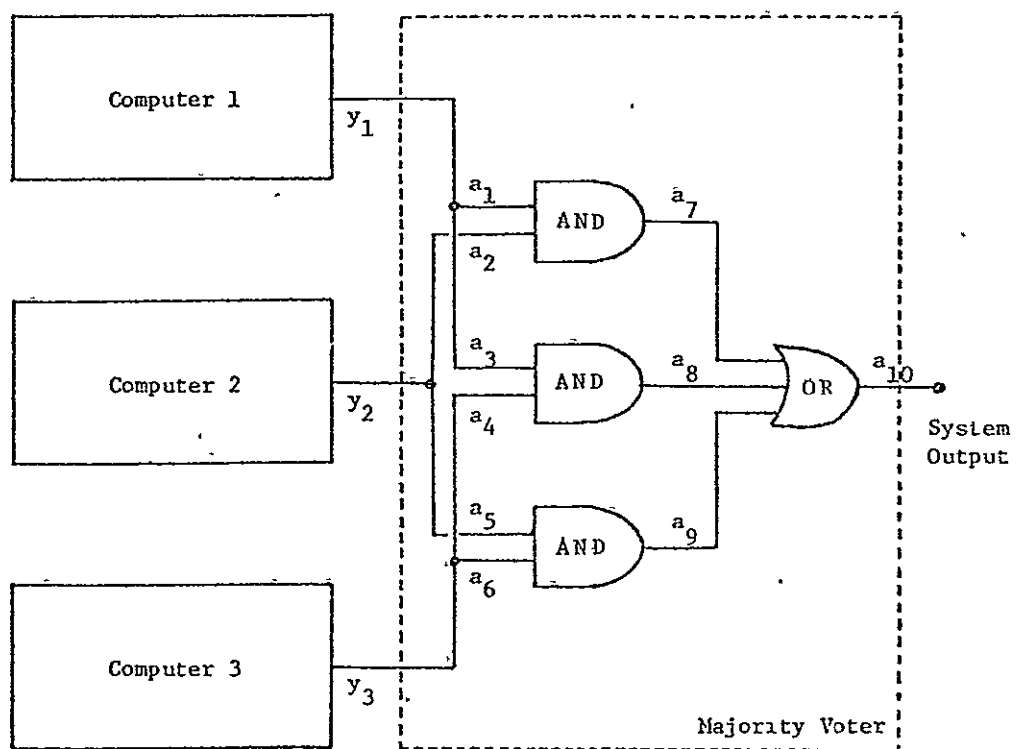 Computer 1
y1
a1
AND
a7
a2
Computer 2
y2
a3
AND
a8
a4
OR
a10
System
Output
a5
AND
a9
a6
Computer 3
y3
Majority Voter